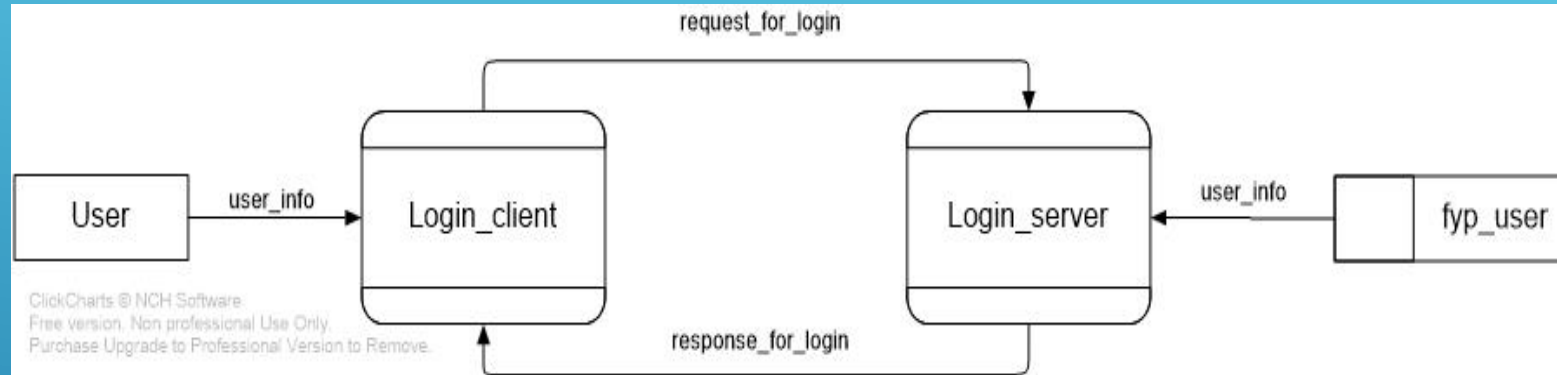 request_for_login
User
user_info
Login_client
Login_server
user_info
fyp_user
ClickCharts © NCH Software
Free version. Non professional Use Only.
Purchase Upgrade to Professional Version to Remove.
response_for_login